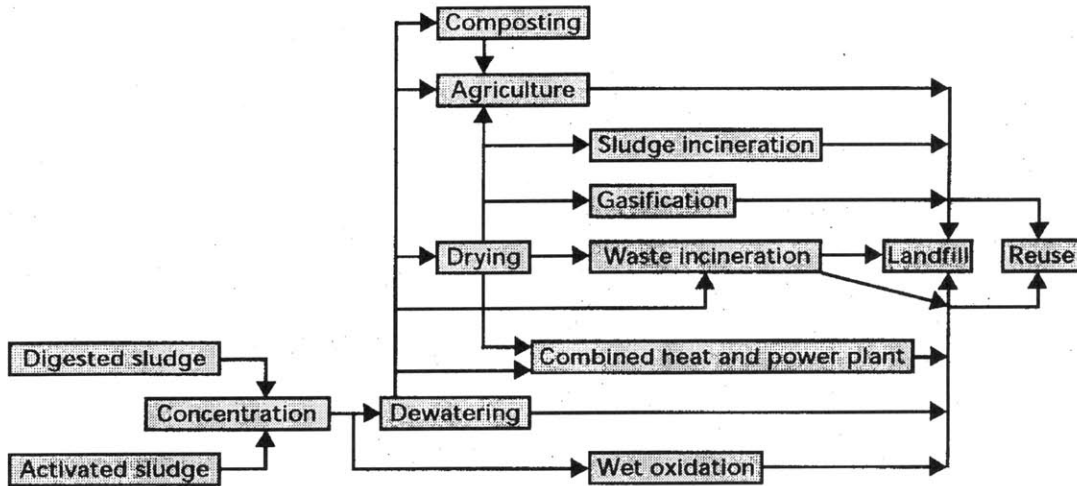 Composting
Agriculture
Sludge incineration
Gasification
Drying
Waste incineration
Landfill
Reuse
Digested sludge
Combined heat and power plant
Concentration
Dewatering
Activated sludge
Wet oxidation